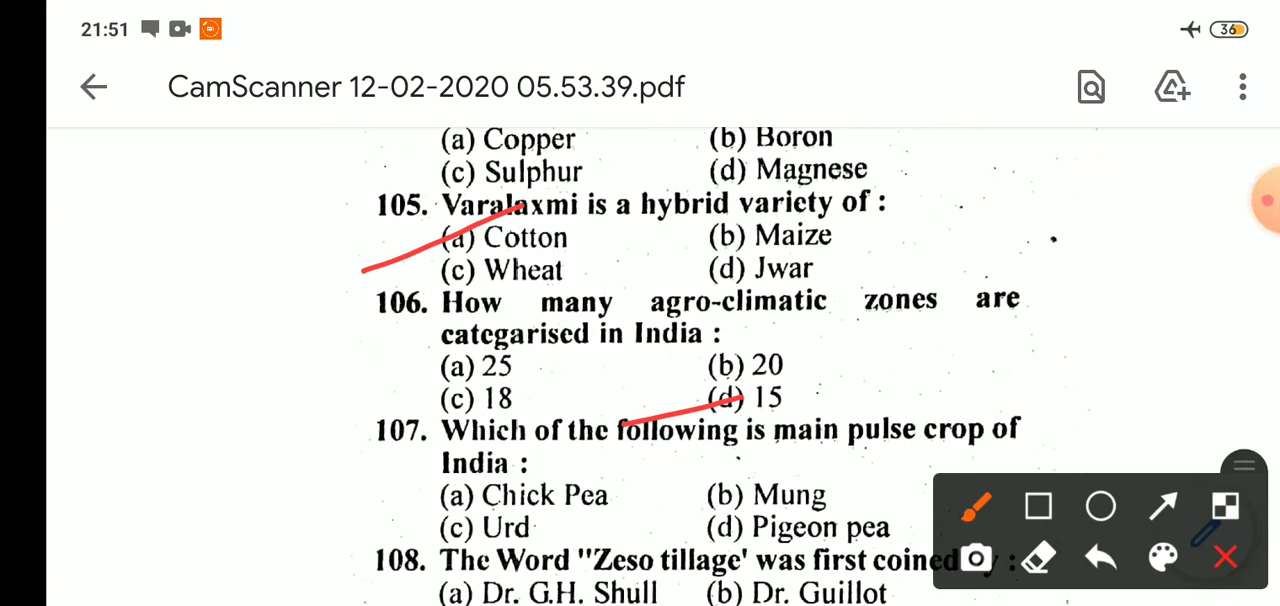 21:51
36
CamScanner 12-02-2020 05.53.39.pdf
(a) Copper (b) Boron
(c) Sulphur (d) Magnese
105. Varalaxmi is a hybrid variety of :
(a) Cotton (b) Maize
(c) Wheat (d) Jwar
106. How many agro-climatic zones are
categarised in India :
(a) 25 (b) 20
(c) 18 (d) 15
107. Which of the following is main pulse crop of
India :
(a) Chick Pea (b) Mung
(c) Urd (d) Pigeon pea
108. The Word "Zeso tillage' was first coined :
(a) Dr. G.H. Shull (b) Dr. Guillot